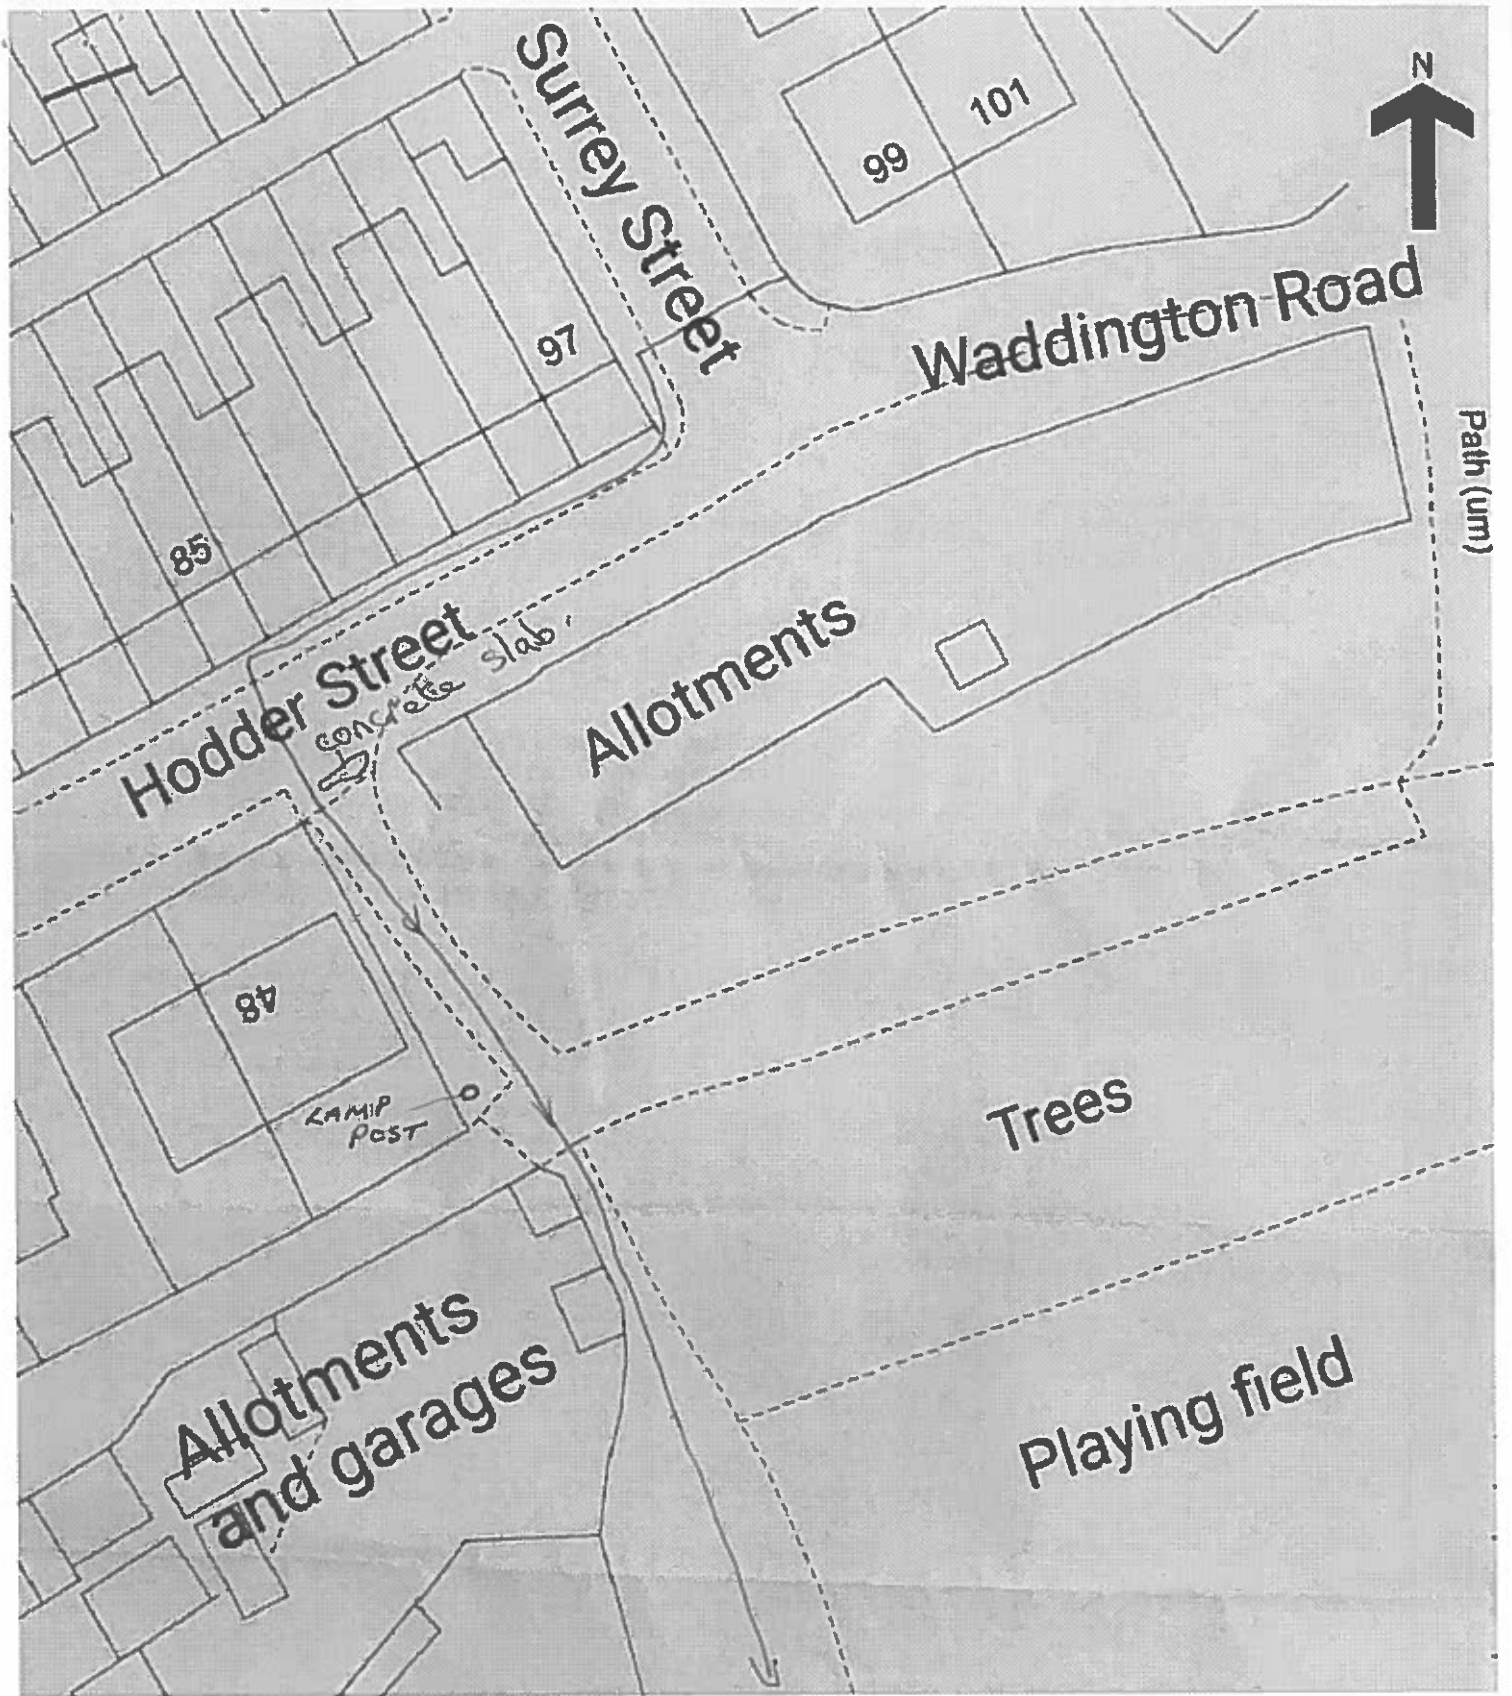 Surrey Street
N
101
99
Waddington Road
97
Path (um)
85
Hodder Street
concrete slab.
Allotments
48
LAMP
POST
Trees
Allotments
and garages
Playing field